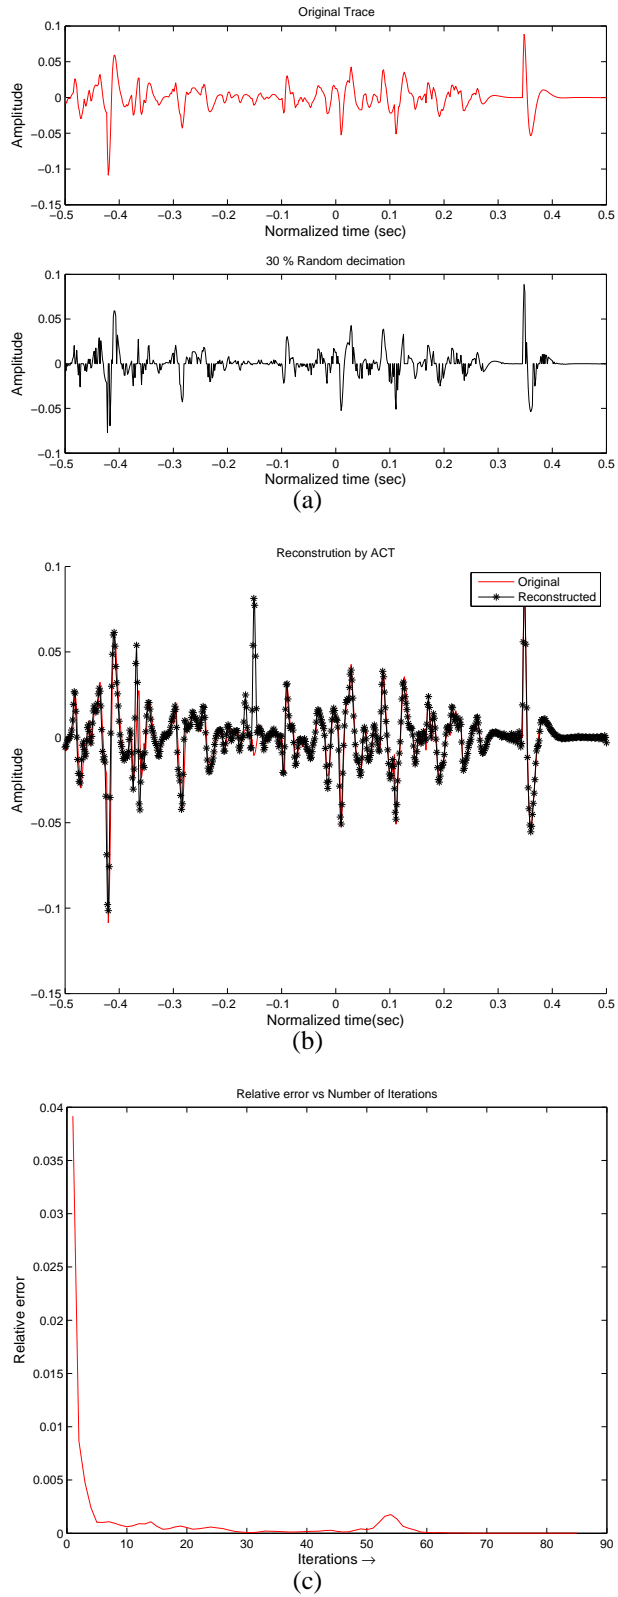 Original Trace
0.1
0.05
0
−0.05
−0.1
−0.15
Amplitude
−0.5 −0.4 −0.3 −0.2 −0.1 0 0.1 0.2 0.3 0.4 0.5
Normalized time (sec)
30 % Random decimation
0.1
0.05
0
−0.05
−0.1
Amplitude
−0.5 −0.4 −0.3 −0.2 −0.1 0 0.1 0.2 0.3 0.4 0.5
Normalized time (sec)
(a)
Reconstrution by ACT
0.1
0.05
0
−0.05
−0.1
−0.15
Amplitude
Original
Reconstructed
−0.5 −0.4 −0.3 −0.2 −0.1 0 0.1 0.2 0.3 0.4 0.5
Normalized time(sec)
(b)
Relative error vs Number of Iterations
0.04
0.035
0.03
0.025
0.02
0.015
0.01
0.005
0
Relative error
0 10 20 30 40 50 60 70 80 90
Iterations →
(c)